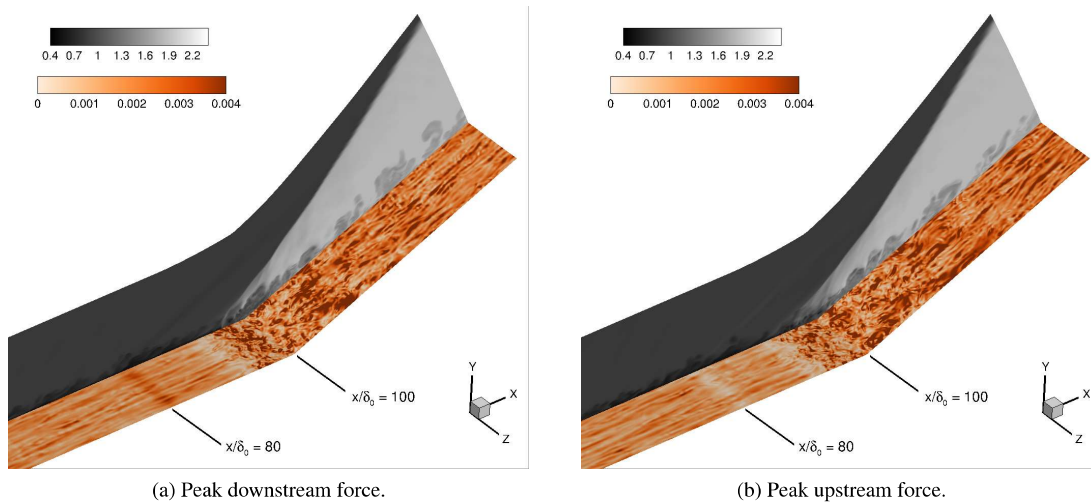 0.4 0.7 1 1.3 1.6 1.9 2.2
0 0.001 0.002 0.003 0.004
x/δ₀ = 100
x/δ₀ = 80
Y
X
Z
(a) Peak downstream force.
0.4 0.7 1 1.3 1.6 1.9 2.2
0 0.001 0.002 0.003 0.004
x/δ₀ = 100
x/δ₀ = 80
Y
X
Z
(b) Peak upstream force.